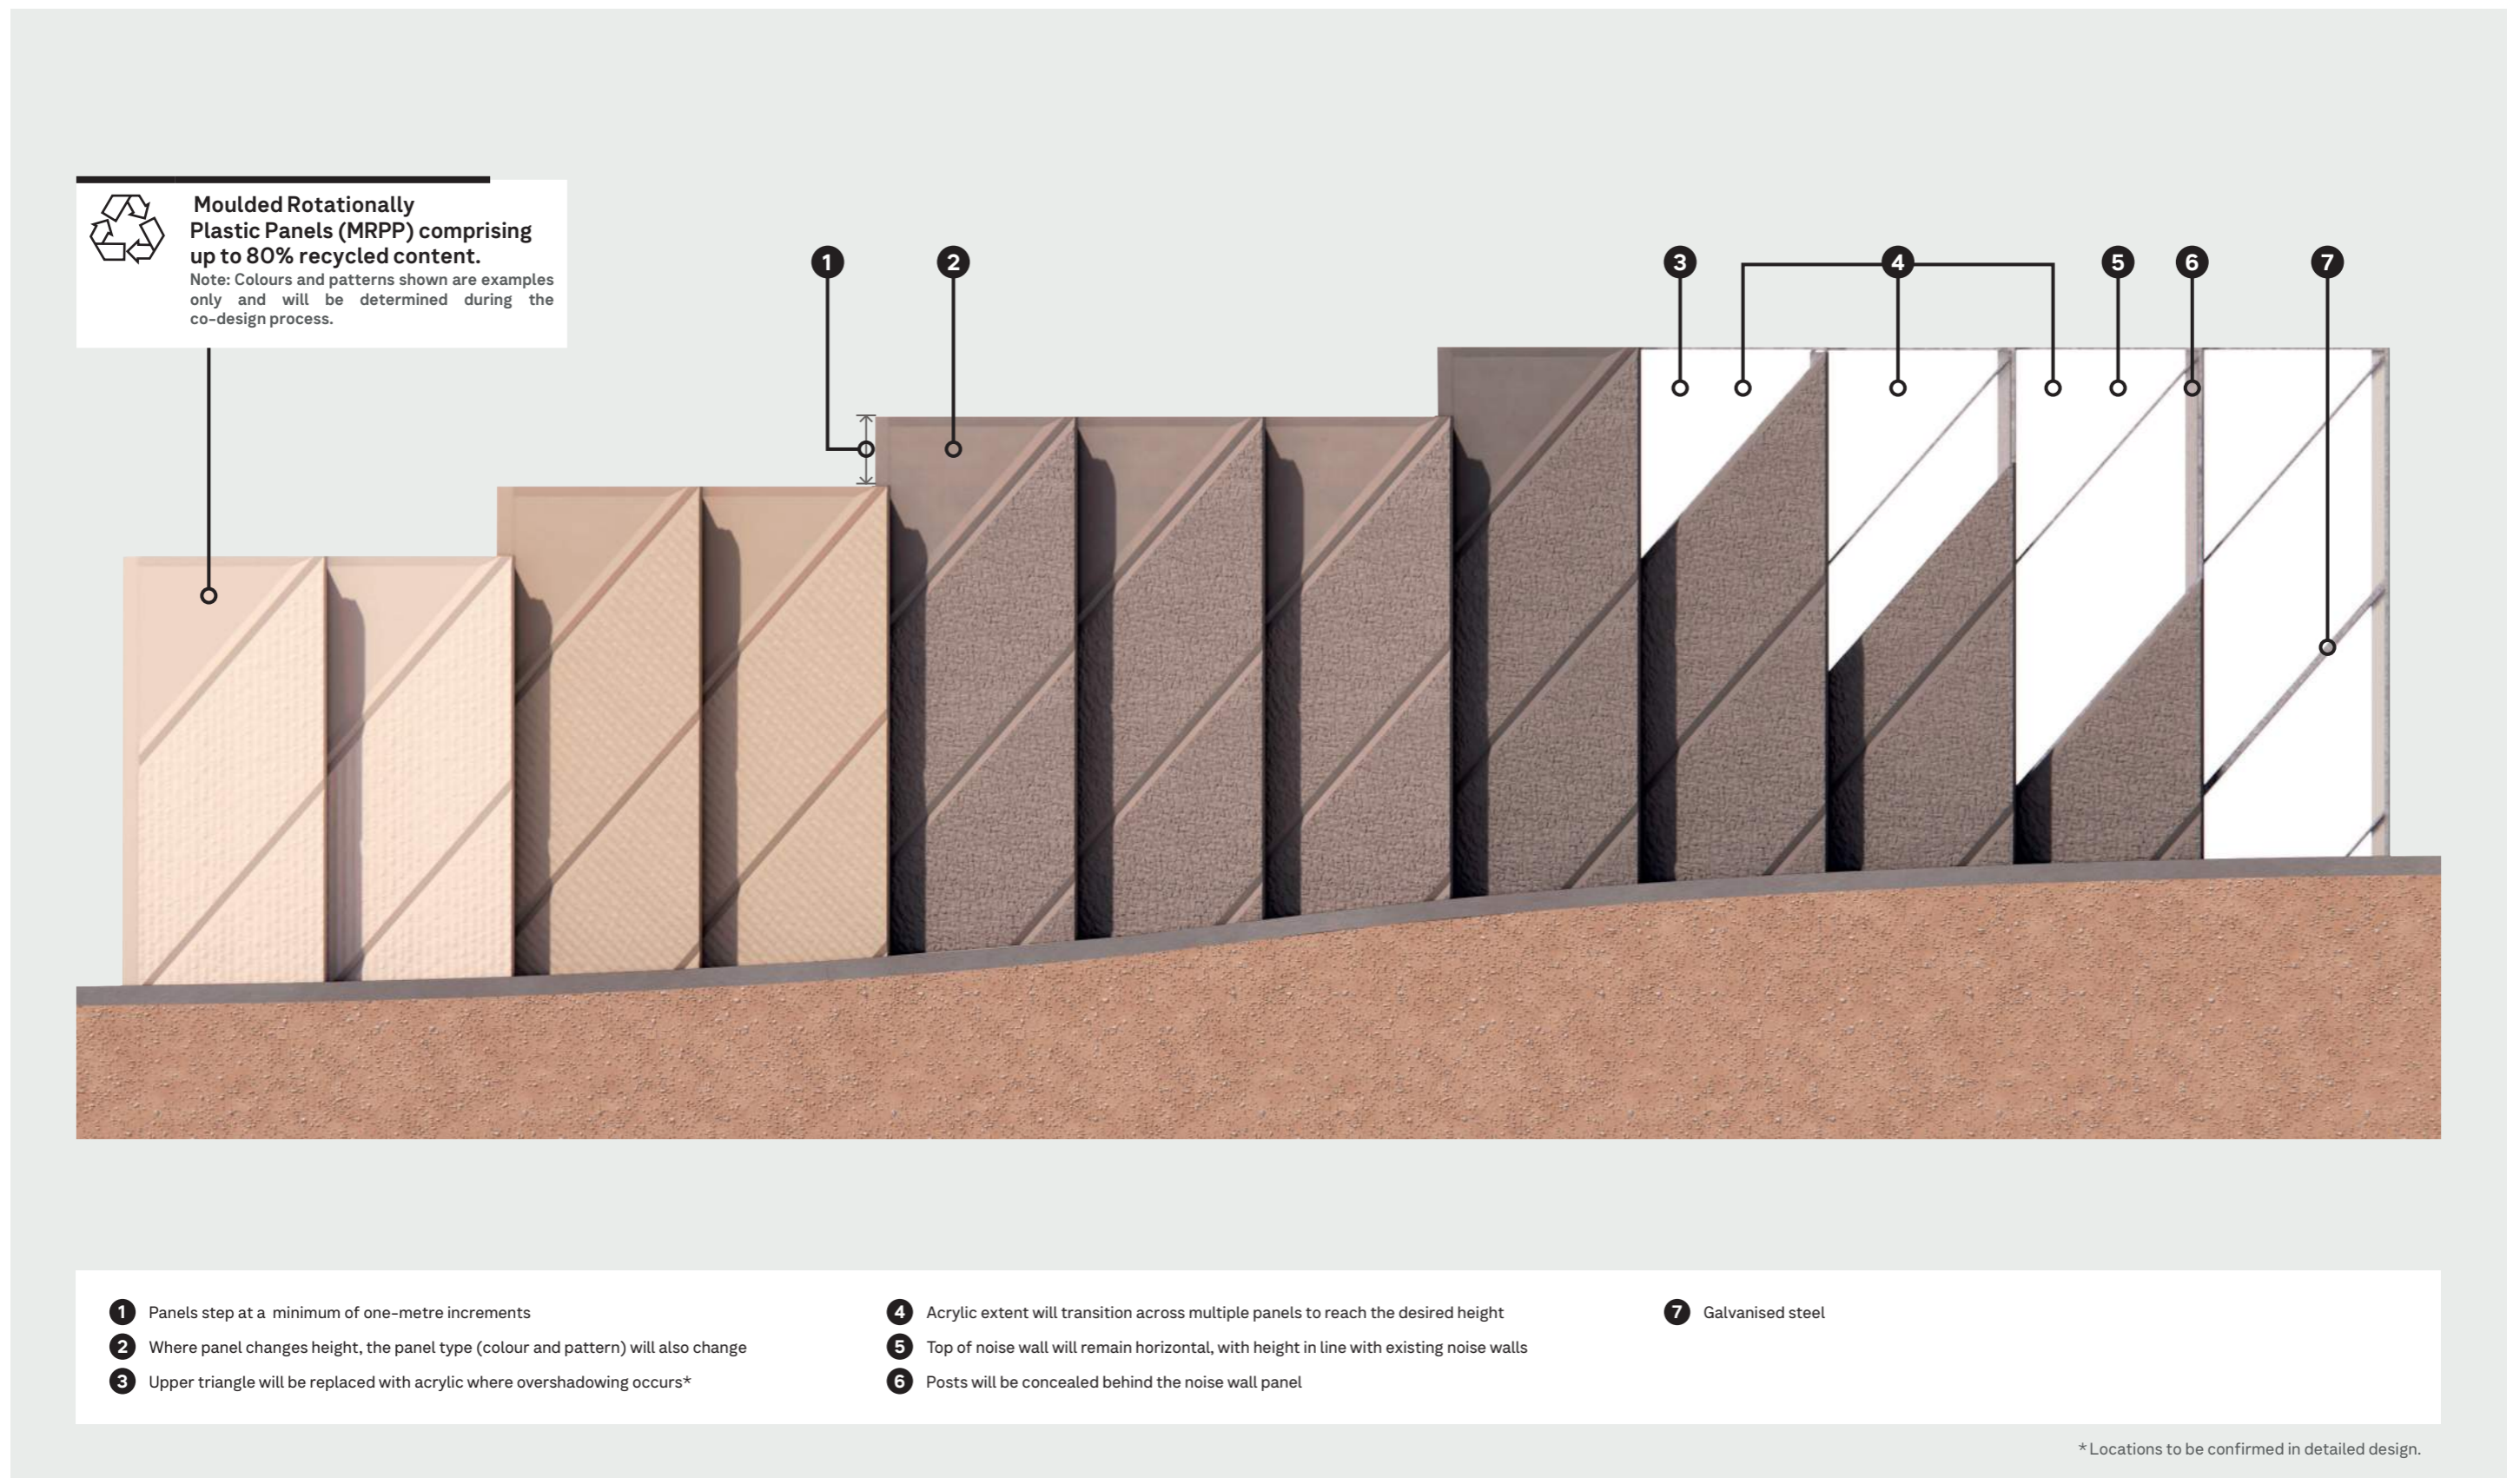 Moulded Rotationally
Plastic Panels (MRPP) comprising
up to 80% recycled content.
Note: Colours and patterns shown are examples
only and will be determined during the
co-design process.
1
2
3
4
5
6
7
1 Panels step at a minimum of one-metre increments
2 Where panel changes height, the panel type (colour and pattern) will also change
3 Upper triangle will be replaced with acrylic where overshadowing occurs*
4 Acrylic extent will transition across multiple panels to reach the desired height
5 Top of noise wall will remain horizontal, with height in line with existing noise walls
6 Posts will be concealed behind the noise wall panel
7 Galvanised steel
*Locations to be confirmed in detailed design.